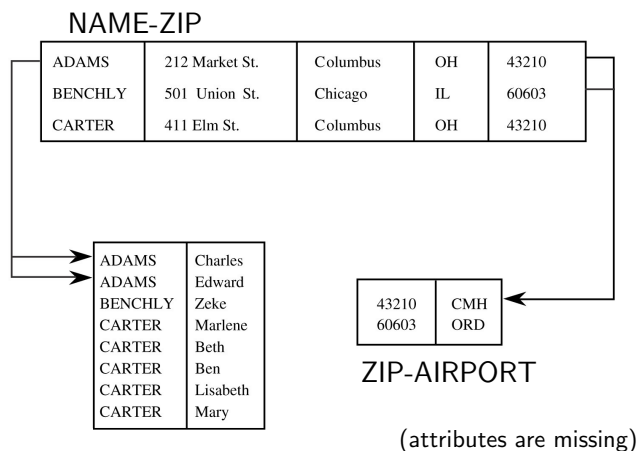 NAME-ZIP
ADAMS 212 Market St. Columbus OH 43210
BENCHLY 501 Union St. Chicago IL 60603
CARTER 411 Elm St. Columbus OH 43210
ADAMS Charles
ADAMS Edward
BENCHLY Zeke
CARTER Marlene
CARTER Beth
CARTER Ben
CARTER Lisabeth
CARTER Mary
43210 CMH
60603 ORD
ZIP-AIRPORT
(attributes are missing)